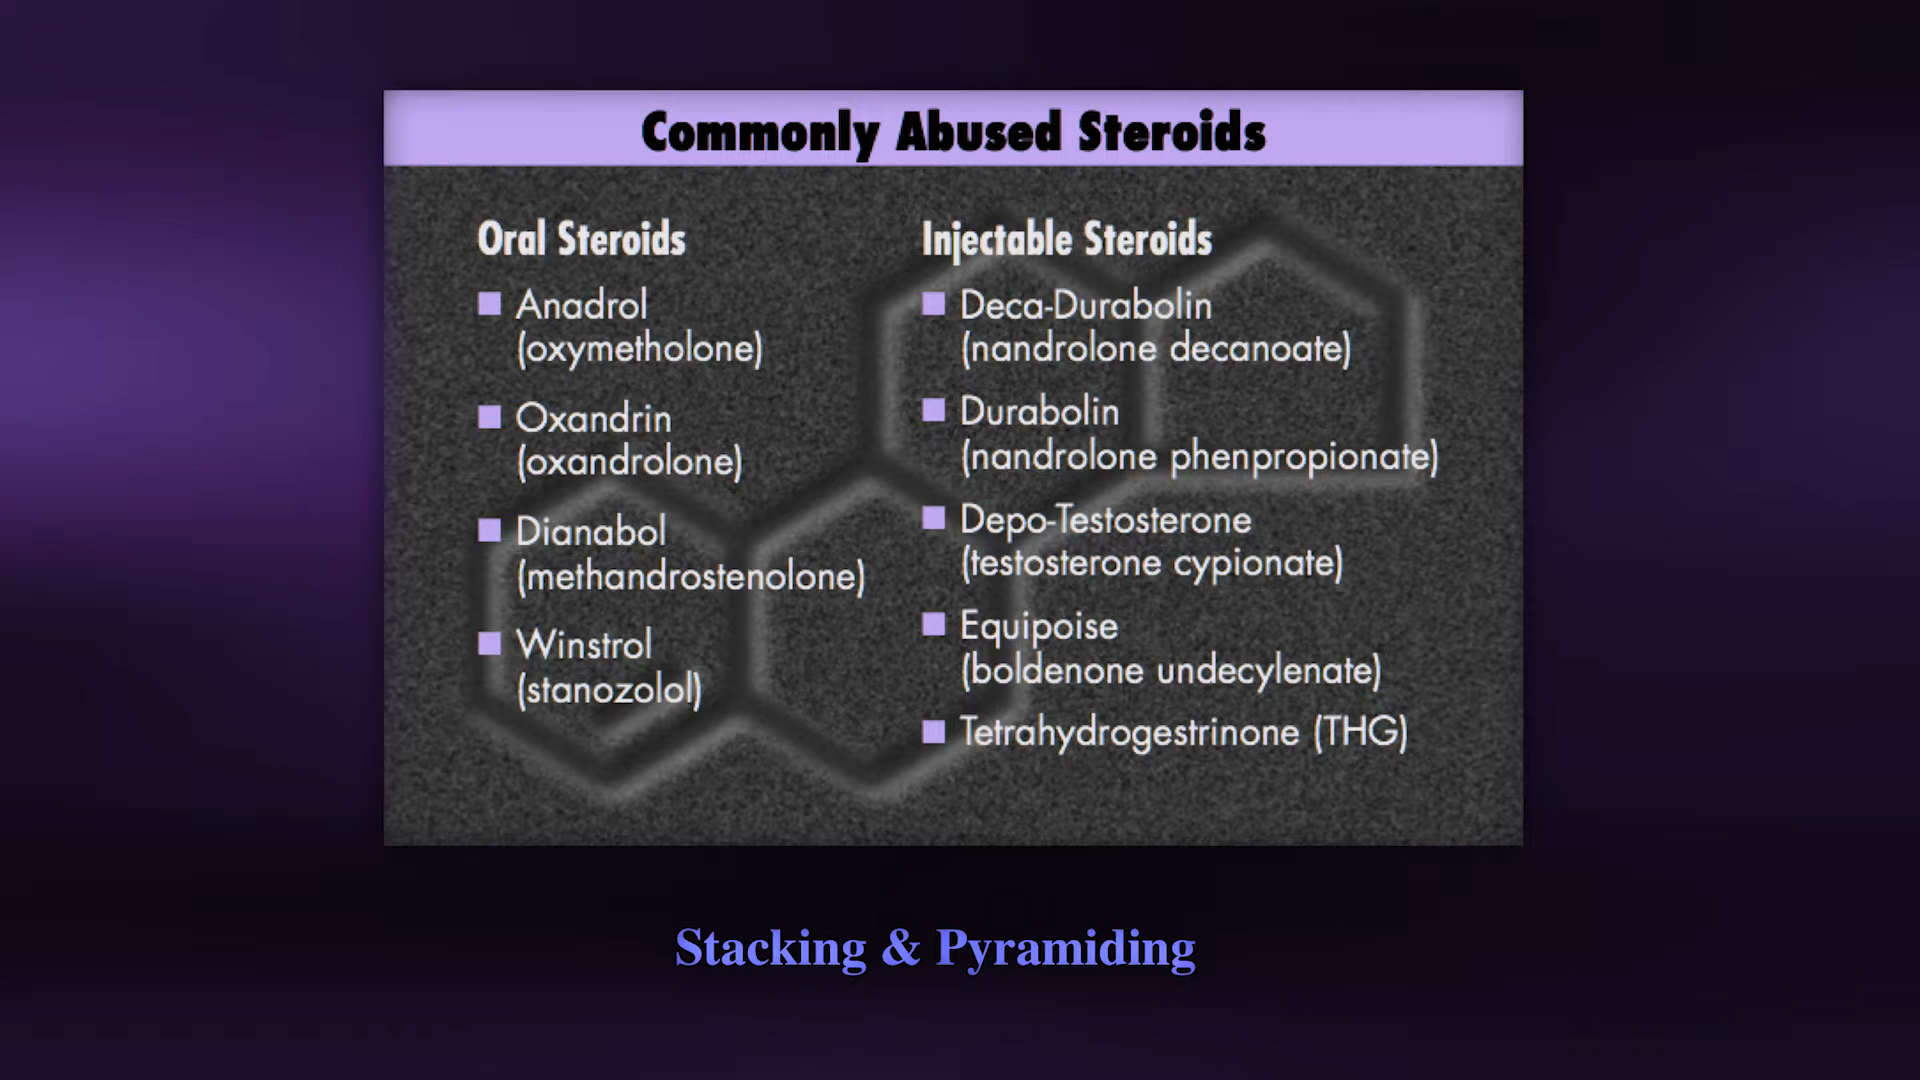 Commonly Abused Steroids
Oral Steroids
Anadrol
(oxymetholone)
Oxandrin
(oxandrolone)
Dianabol
(methandrostenolone)
Winstrol
(stanozolol)
Injectable Steroids
Deca-Durabolin
(nandrolone decanoate)
Durabolin
(nandrolone phenpropionate)
Depo-Testosterone
(testosterone cypionate)
Equipoise
(boldenone undecylenate)
Tetrahydrogestrinone (THG)
Stacking & Pyramiding